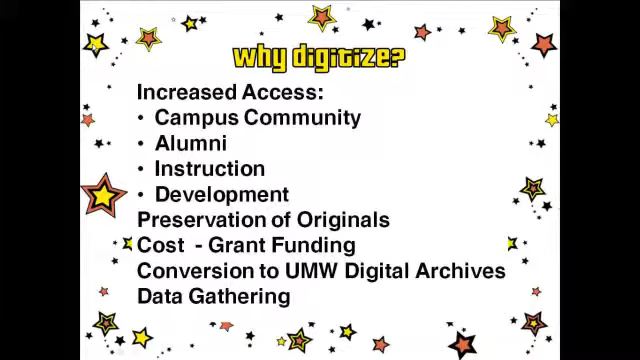 why digitize?
Increased Access:
• Campus Community
• Alumni
• Instruction
• Development
Preservation of Originals
Cost - Grant Funding
Conversion to UMW Digital Archives
Data Gathering